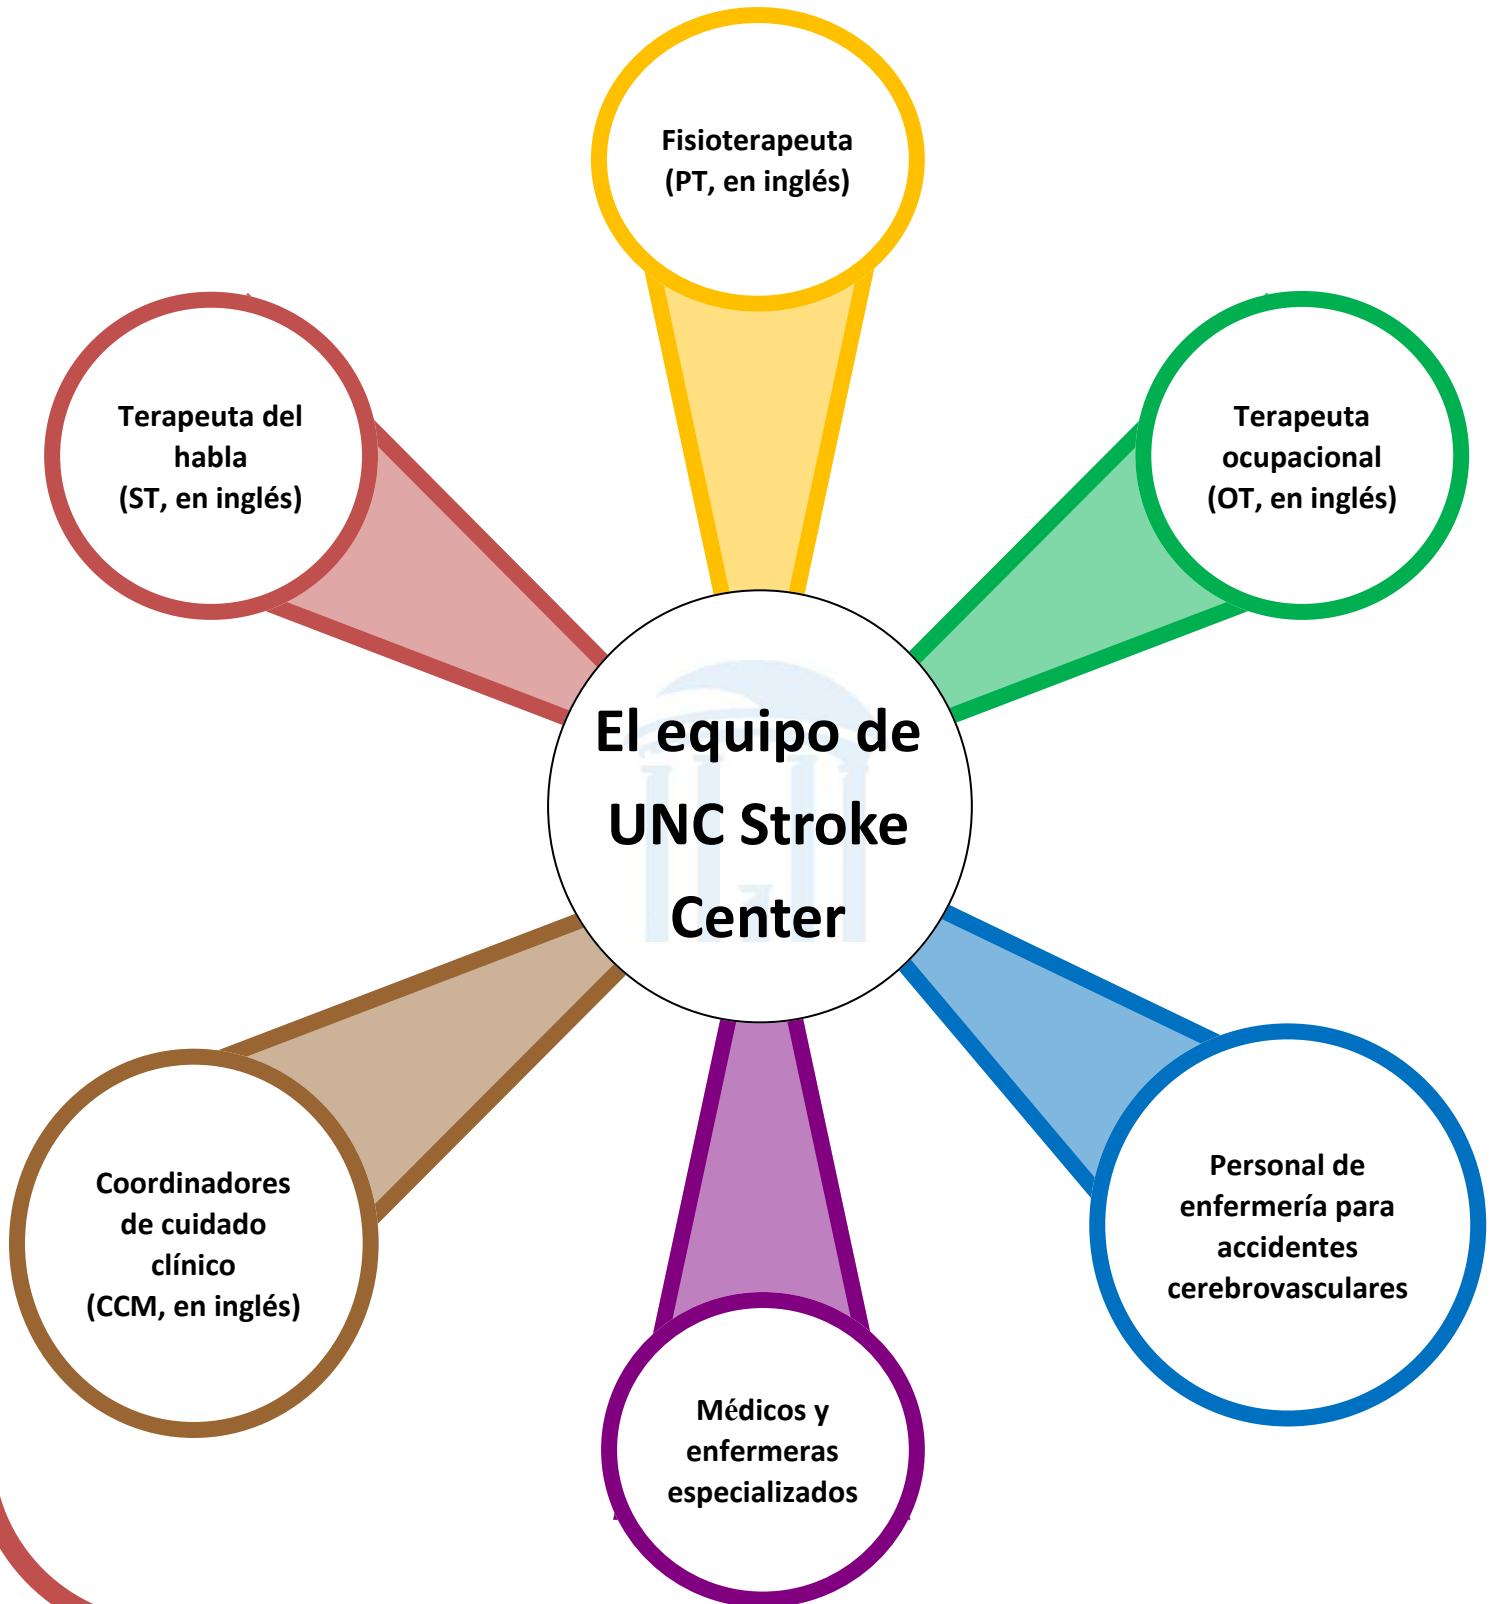 Fisioterapeuta
(PT, en inglés)
Terapeuta del
habla
(ST, en inglés)
Terapeuta
ocupacional
(OT, en inglés)
El equipo de
UNC Stroke
Center
Coordinadores
de cuidado
clínico
(CCM, en inglés)
Personal de
enfermería para
accidentes
cerebrovasculares
Médicos y
enfermeras
especializados